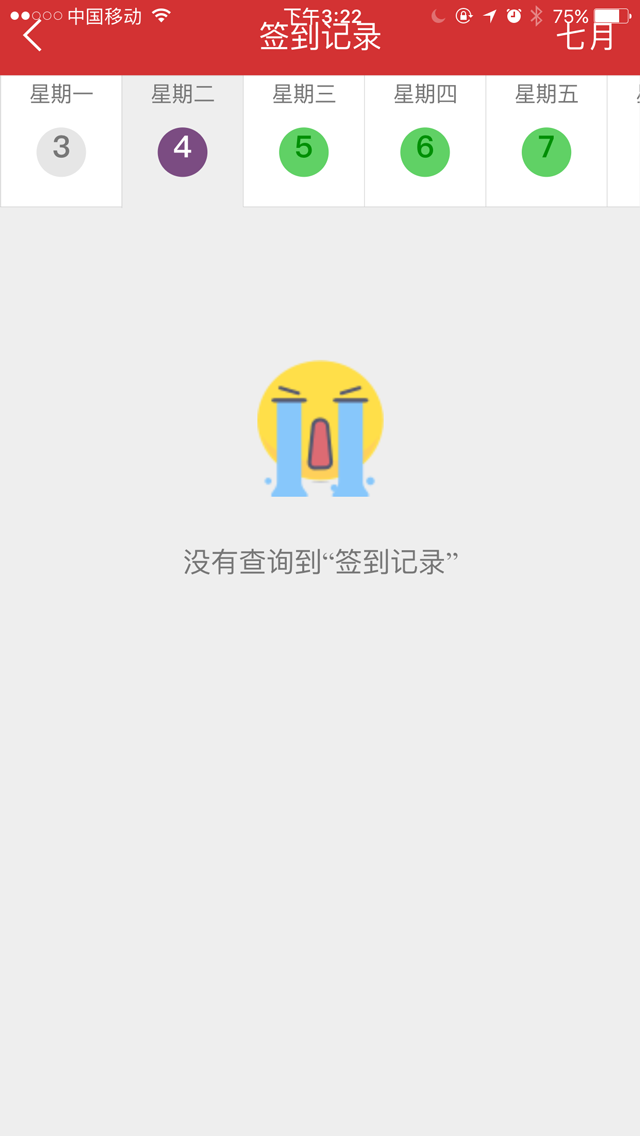 中国移动 下午3:22 75%
签到记录 七月
星期一 星期二 星期三 星期四 星期五
3 4 5 6 7
没有查询到“签到记录”